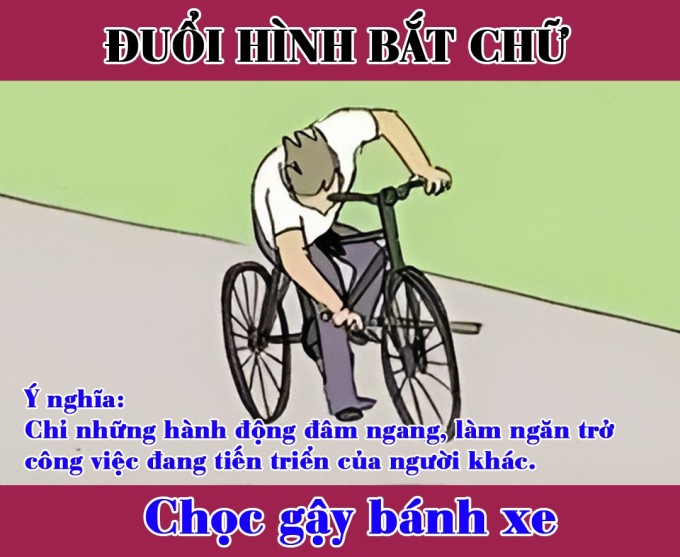 ĐUỔI HÌNH BẮT CHỮ
Ý nghĩa:
Chỉ những hành động đâm ngang, làm ngăn trở
công việc đang tiến triển của người khác.
Chọc gậy bánh xe